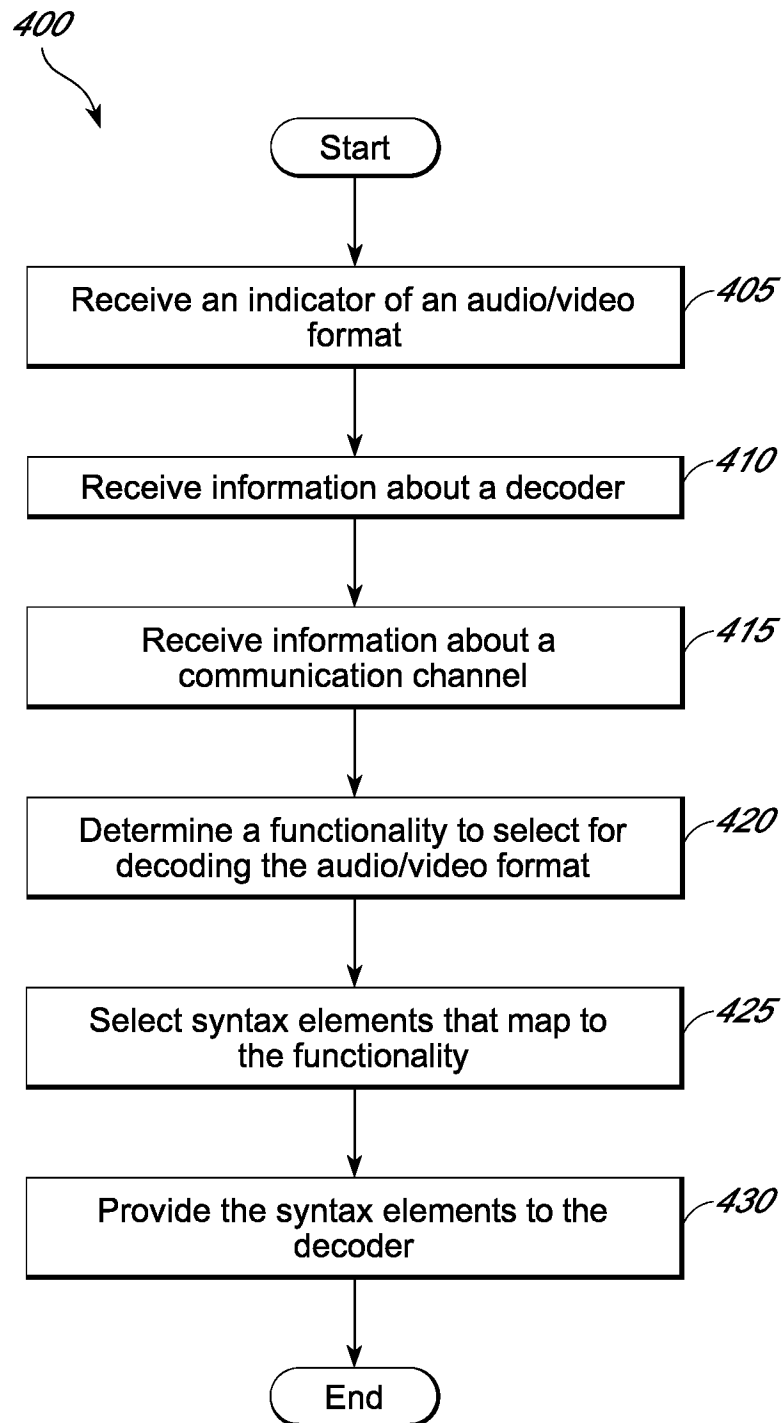 400
Start
Receive an indicator of an audio/video
format
405
Receive information about a decoder
410
Receive information about a
communication channel
415
Determine a functionality to select for
decoding the audio/video format
420
Select syntax elements that map to
the functionality
425
Provide the syntax elements to the
decoder
430
End